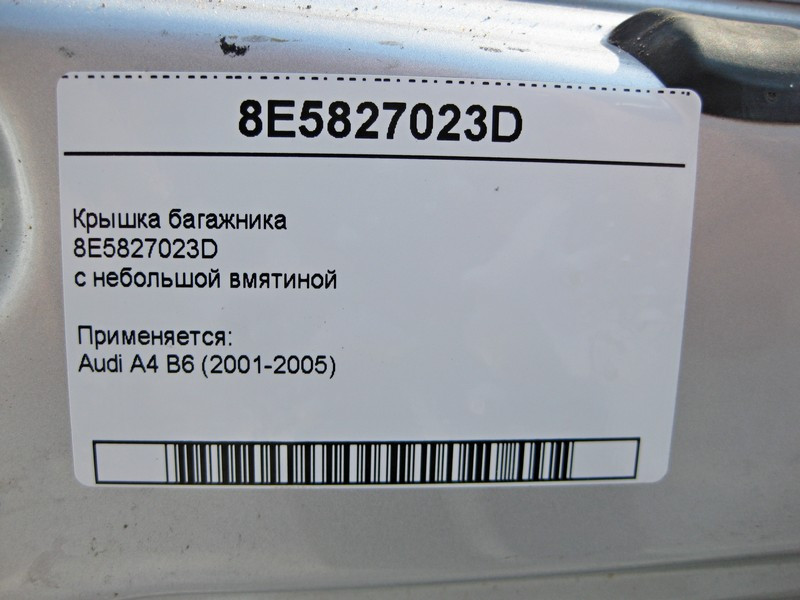 8E5827023D
Крышка багажника
8E5827023D
с небольшой вмятиной
Применяется:
Audi A4 B6 (2001-2005)